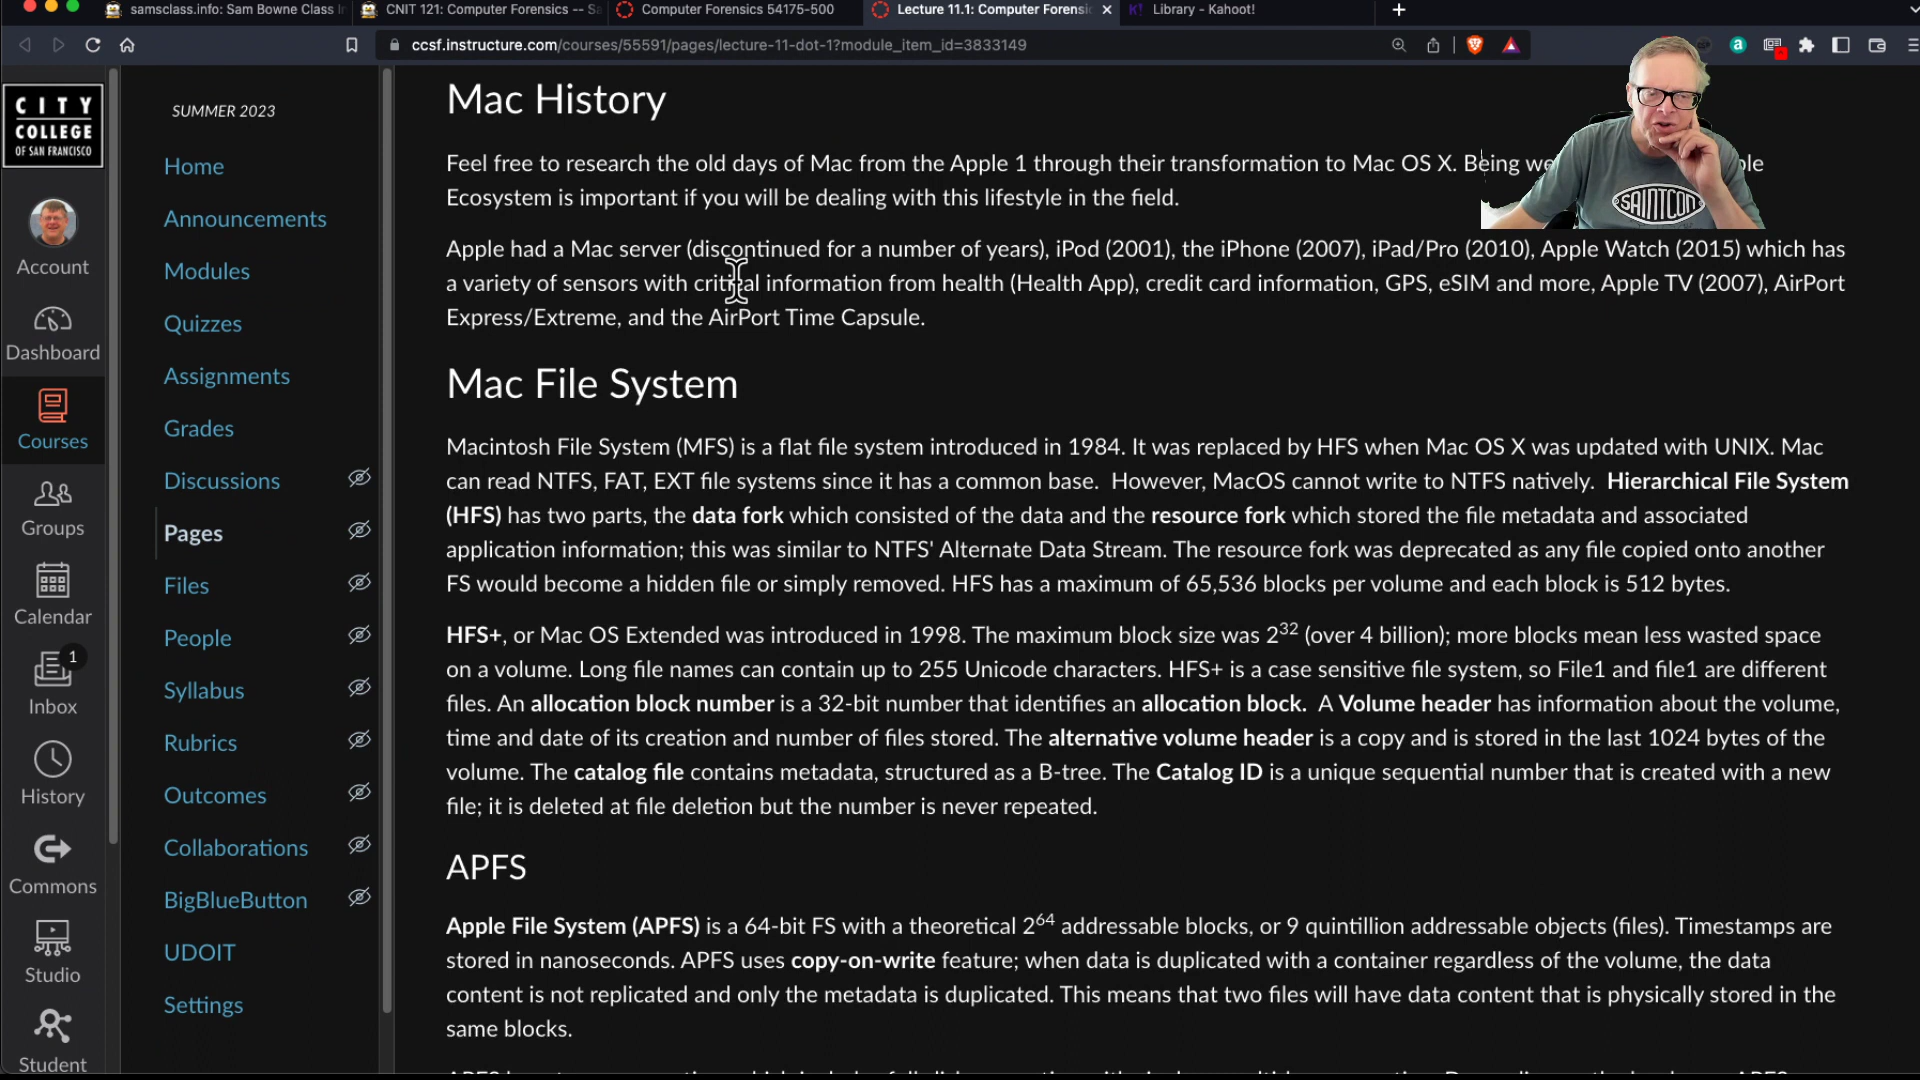 samsclass.info: Sam Bowne Class I
CNIT 121: Computer Forensics -- S
Computer Forensics 54175-500
Lecture 11.1: Computer Forensi
Library - Kahoot!
ccsf.instructure.com/courses/55591/pages/lecture-11-dot-1?module_item_id=3833149
CITY
COLLEGE
OF SAN FRANCISCO
Account
Dashboard
Courses
Groups
Calendar
1
Inbox
History
Commons
Studio
Student
SUMMER 2023
Home
Announcements
Modules
Quizzes
Assignments
Grades
Discussions
Pages
Files
People
Syllabus
Rubrics
Outcomes
Collaborations
BigBlueButton
UDOIT
Settings
Mac History
Feel free to research the old days of Mac from the Apple 1 through their transformation to Mac OS X. Being we
Ecosystem is important if you will be dealing with this lifestyle in the field.
Apple had a Mac server (discontinued for a number of years), iPod (2001), the iPhone (2007), iPad/Pro (2010), Apple Watch (2015) which has
a variety of sensors with critical information from health (Health App), credit card information, GPS, eSIM and more, Apple TV (2007), AirPort
Express/Extreme, and the AirPort Time Capsule.
Mac File System
Macintosh File System (MFS) is a flat file system introduced in 1984. It was replaced by HFS when Mac OS X was updated with UNIX. Mac
can read NTFS, FAT, EXT file systems since it has a common base. However, MacOS cannot write to NTFS natively. Hierarchical File System
(HFS) has two parts, the data fork which consisted of the data and the resource fork which stored the file metadata and associated
application information; this was similar to NTFS' Alternate Data Stream. The resource fork was deprecated as any file copied onto another
FS would become a hidden file or simply removed. HFS has a maximum of 65,536 blocks per volume and each block is 512 bytes.
HFS+, or Mac OS Extended was introduced in 1998. The maximum block size was 2³² (over 4 billion); more blocks mean less wasted space
on a volume. Long file names can contain up to 255 Unicode characters. HFS+ is a case sensitive file system, so File1 and file1 are different
files. An allocation block number is a 32-bit number that identifies an allocation block. A Volume header has information about the volume,
time and date of its creation and number of files stored. The alternative volume header is a copy and is stored in the last 1024 bytes of the
volume. The catalog file contains metadata, structured as a B-tree. The Catalog ID is a unique sequential number that is created with a new
file; it is deleted at file deletion but the number is never repeated.
APFS
Apple File System (APFS) is a 64-bit FS with a theoretical 2⁶⁴ addressable blocks, or 9 quintillion addressable objects (files). Timestamps are
stored in nanoseconds. APFS uses copy-on-write feature; when data is duplicated with a container regardless of the volume, the data
content is not replicated and only the metadata is duplicated. This means that two files will have data content that is physically stored in the
same blocks.
SAINTCON